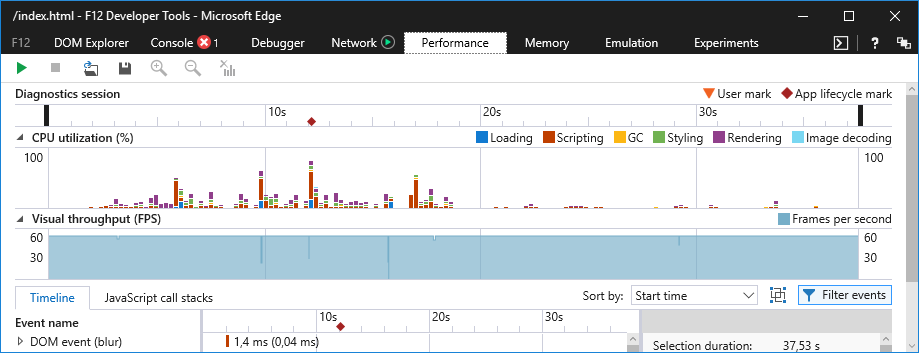 /index.html - F12 Developer Tools - Microsoft Edge
F12 DOM Explorer Console 1 Debugger Network Performance Memory Emulation Experiments ?
Diagnostics session User mark App lifecycle mark
10s 20s 30s
CPU utilization (%) Loading Scripting GC Styling Rendering Image decoding
100 100
Visual throughput (FPS) Frames per second
60 60
30 30
Timeline JavaScript call stacks Sort by: Start time Filter events
Event name 10s 20s 30s
DOM event (blur) 1,4 ms (0,04 ms) Selection duration: 37,53 s